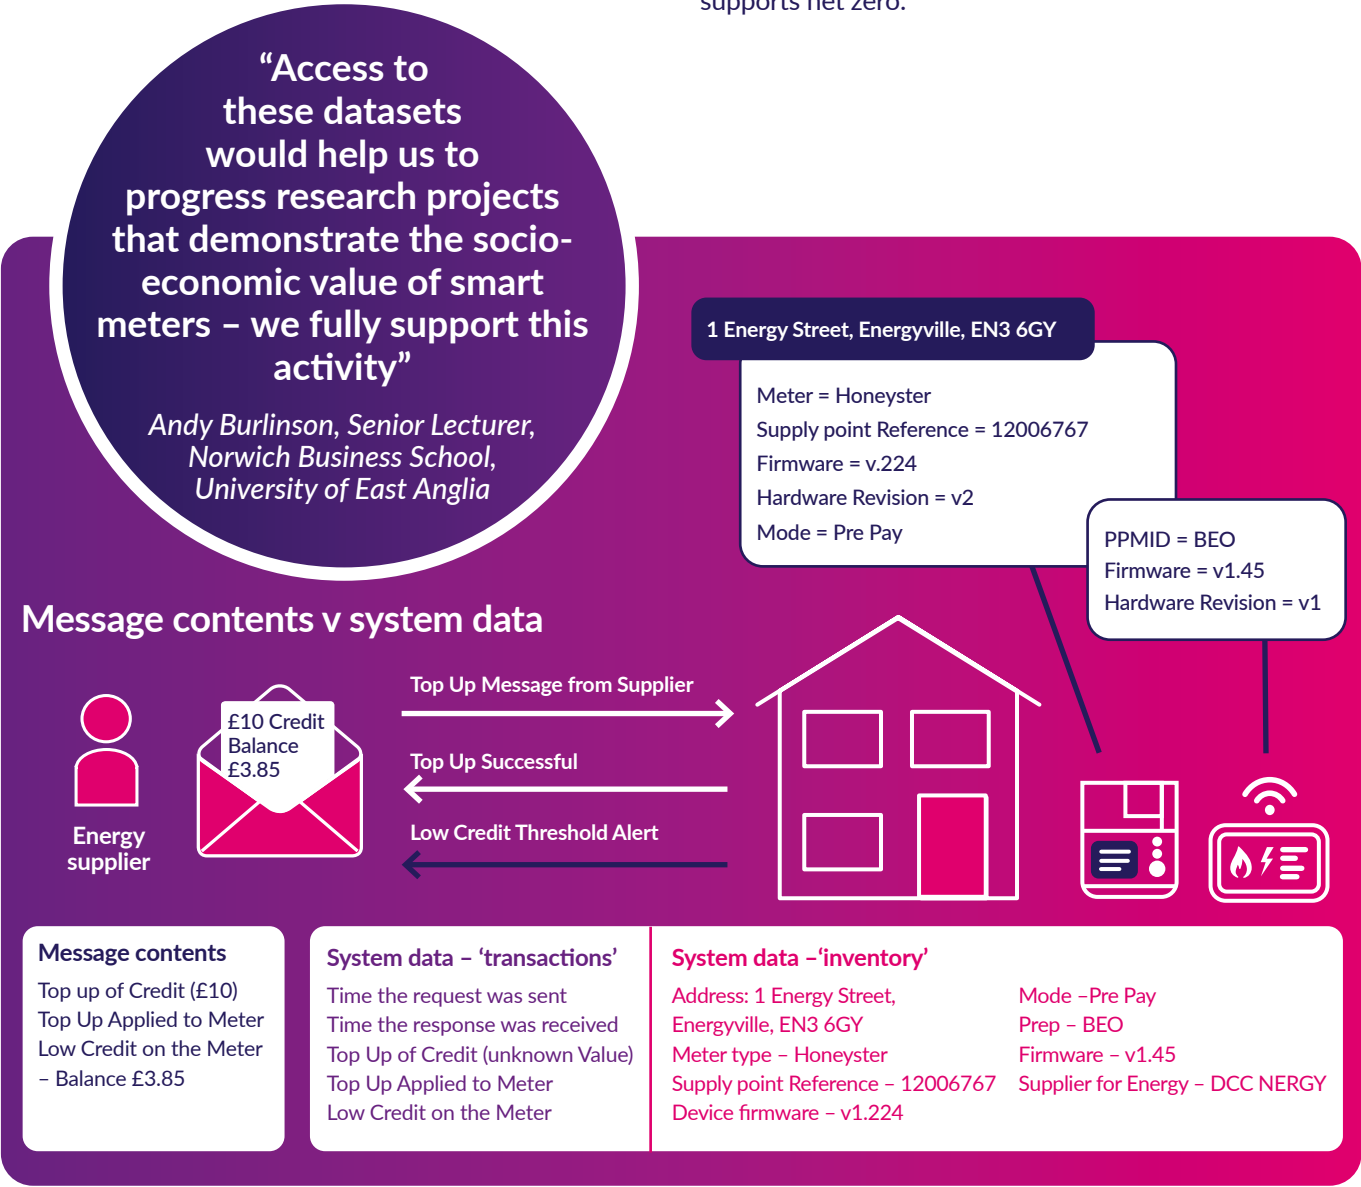 supports net zero.
“Access to
these datasets
would help us to
progress research projects
that demonstrate the socio-
economic value of smart
meters – we fully support this
activity”
Andy Burlinson, Senior Lecturer,
Norwich Business School,
University of East Anglia
1 Energy Street, Energyville, EN3 6GY
Meter = Honeyster
Supply point Reference = 12006767
Firmware = v.224
Hardware Revision = v2
Mode = Pre Pay
PPMID = BEO
Firmware = v1.45
Hardware Revision = v1
Message contents v system data
Energy
supplier
£10 Credit
Balance
£3.85
Top Up Message from Supplier
Top Up Successful
Low Credit Threshold Alert
Message contents
Top up of Credit (£10)
Top Up Applied to Meter
Low Credit on the Meter
– Balance £3.85
System data – ‘transactions’
Time the request was sent
Time the response was received
Top Up of Credit (unknown Value)
Top Up Applied to Meter
Low Credit on the Meter
System data –‘inventory’
Address: 1 Energy Street,
Energyville, EN3 6GY
Meter type – Honeyster
Supply point Reference – 12006767
Device firmware – v1.224
Mode –Pre Pay
Prep – BEO
Firmware – v1.45
Supplier for Energy – DCC NERGY